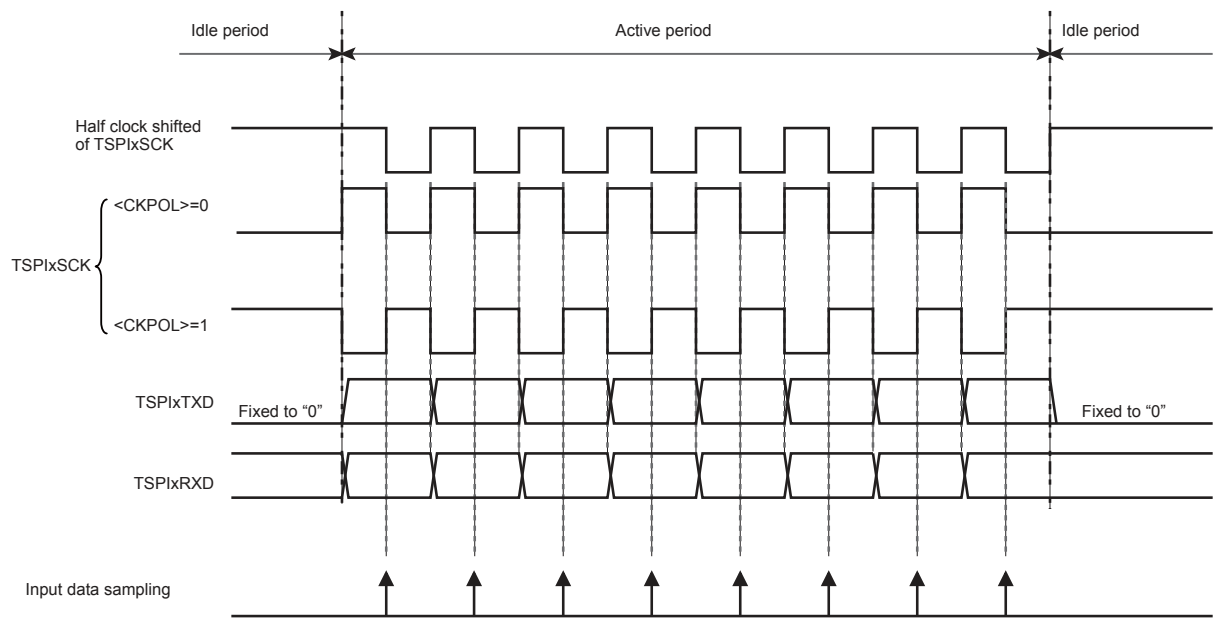 Idle period
Active period
Idle period
Half clock shifted
of TSPIxSCK
<CKPOL>=0
TSPIxSCK
<CKPOL>=1
TSPIxTXD
Fixed to “0”
Fixed to “0”
TSPIxRXD
Input data sampling